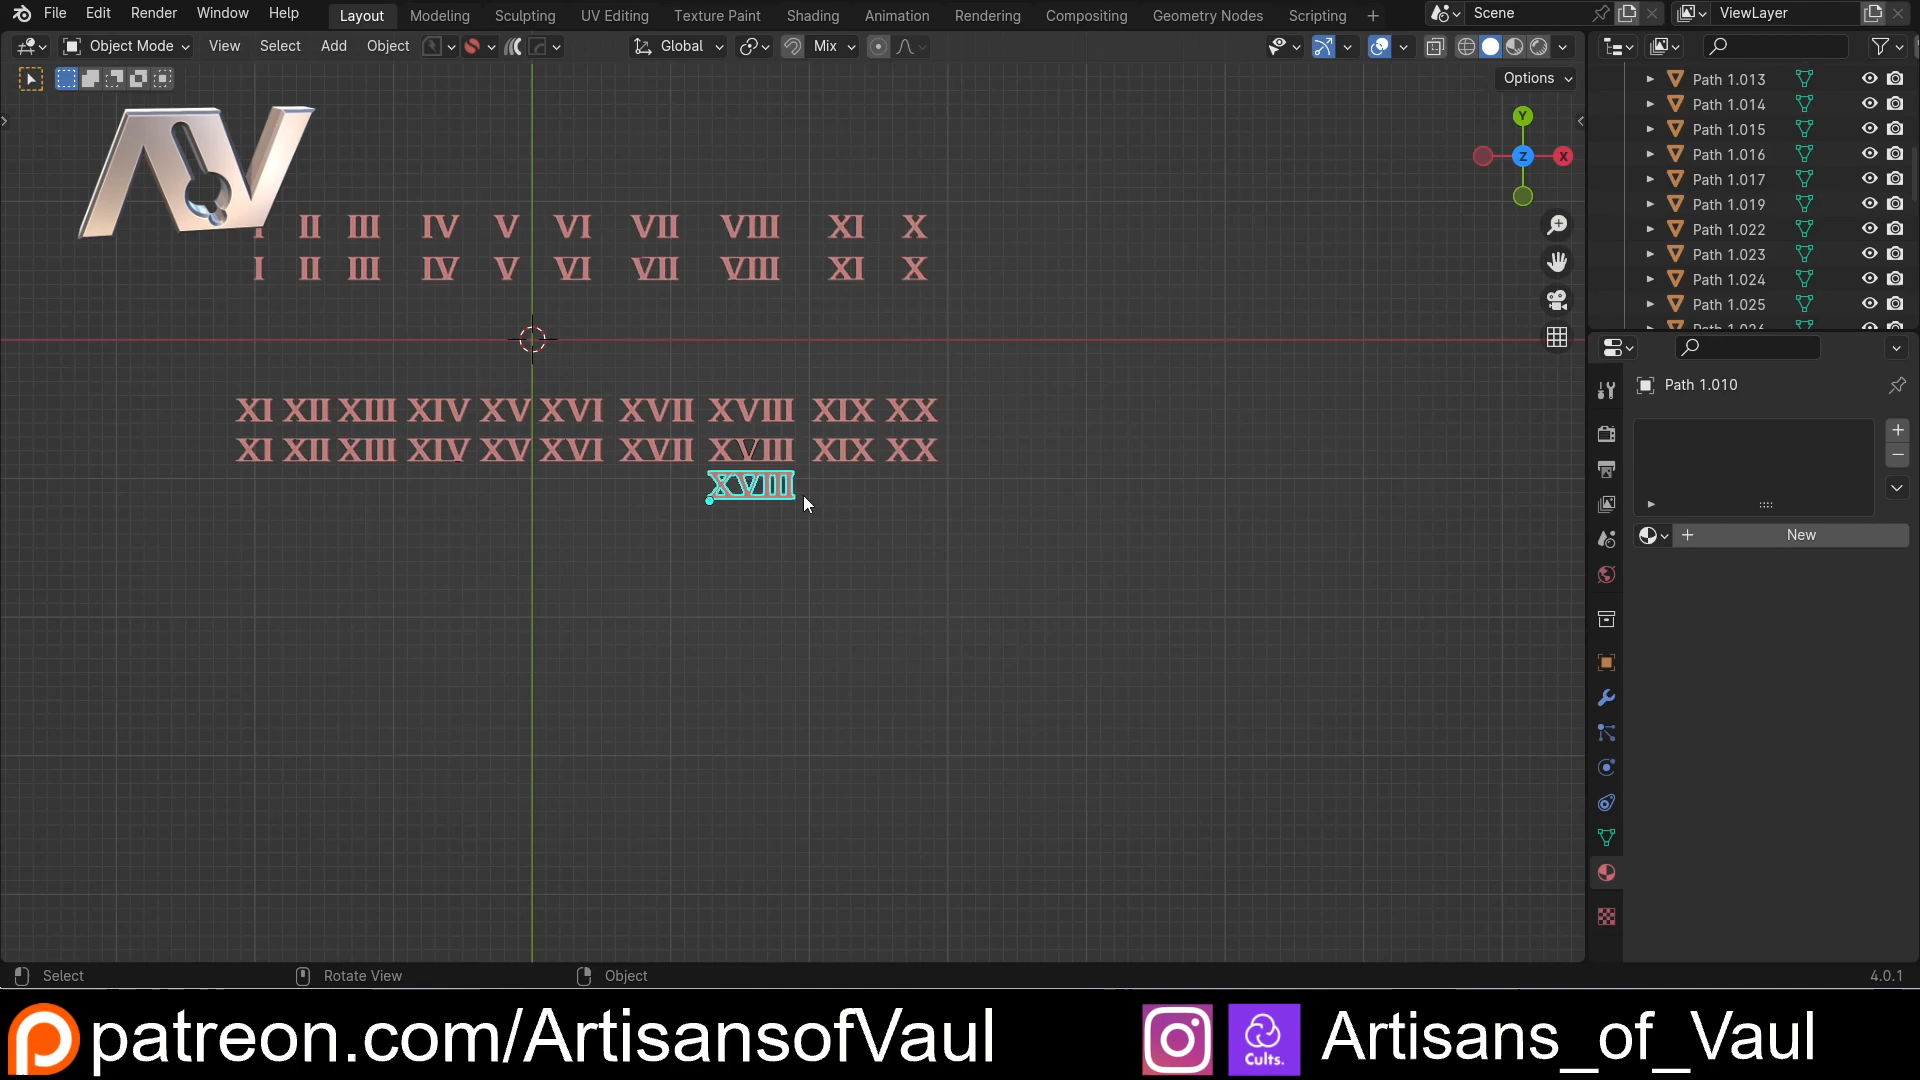 File Edit Render Window Help Layout Modeling Sculpting UV Editing Texture Paint Shading Animation Rendering Compositing Geometry Nodes Scripting + Scene ViewLayer
Object Mode View Select Add Object Global Mix
Options
Y
Z X
AV
I II III IV V VI VII VIII XI X
I II III IV V VI VII VIII XI X
XI XII XIII XIV XV XVI XVII XVIII XIX XX
XI XII XIII XIV XV XVI XVII XVIII XIX XX
XVIII
Path 1.013
Path 1.014
Path 1.015
Path 1.016
Path 1.017
Path 1.019
Path 1.022
Path 1.023
Path 1.024
Path 1.025
Path 1.026
Path 1.010
New
Select Rotate View Object 4.0.1
patreon.com/ArtisansofVaul Cults. Artisans_of_Vaul